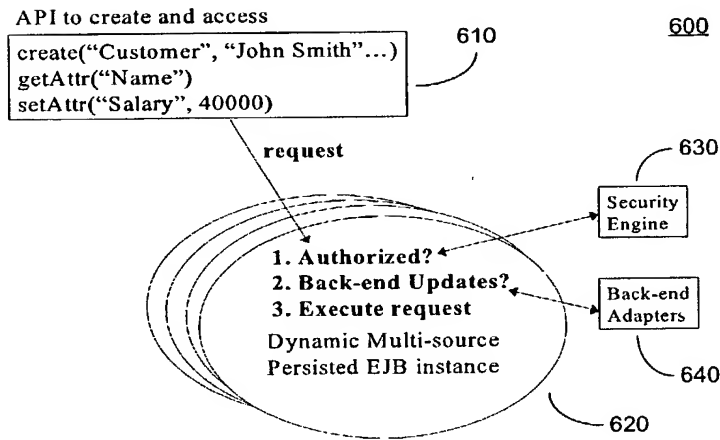 API to create and access
600
create("Customer", "John Smith"...)
getAttr("Name")
setAttr("Salary", 40000)
610
request
630
Security
Engine
1. Authorized?
2. Back-end Updates?
3. Execute request
Dynamic Multi-source
Persisted EJB instance
Back-end
Adapters
640
620